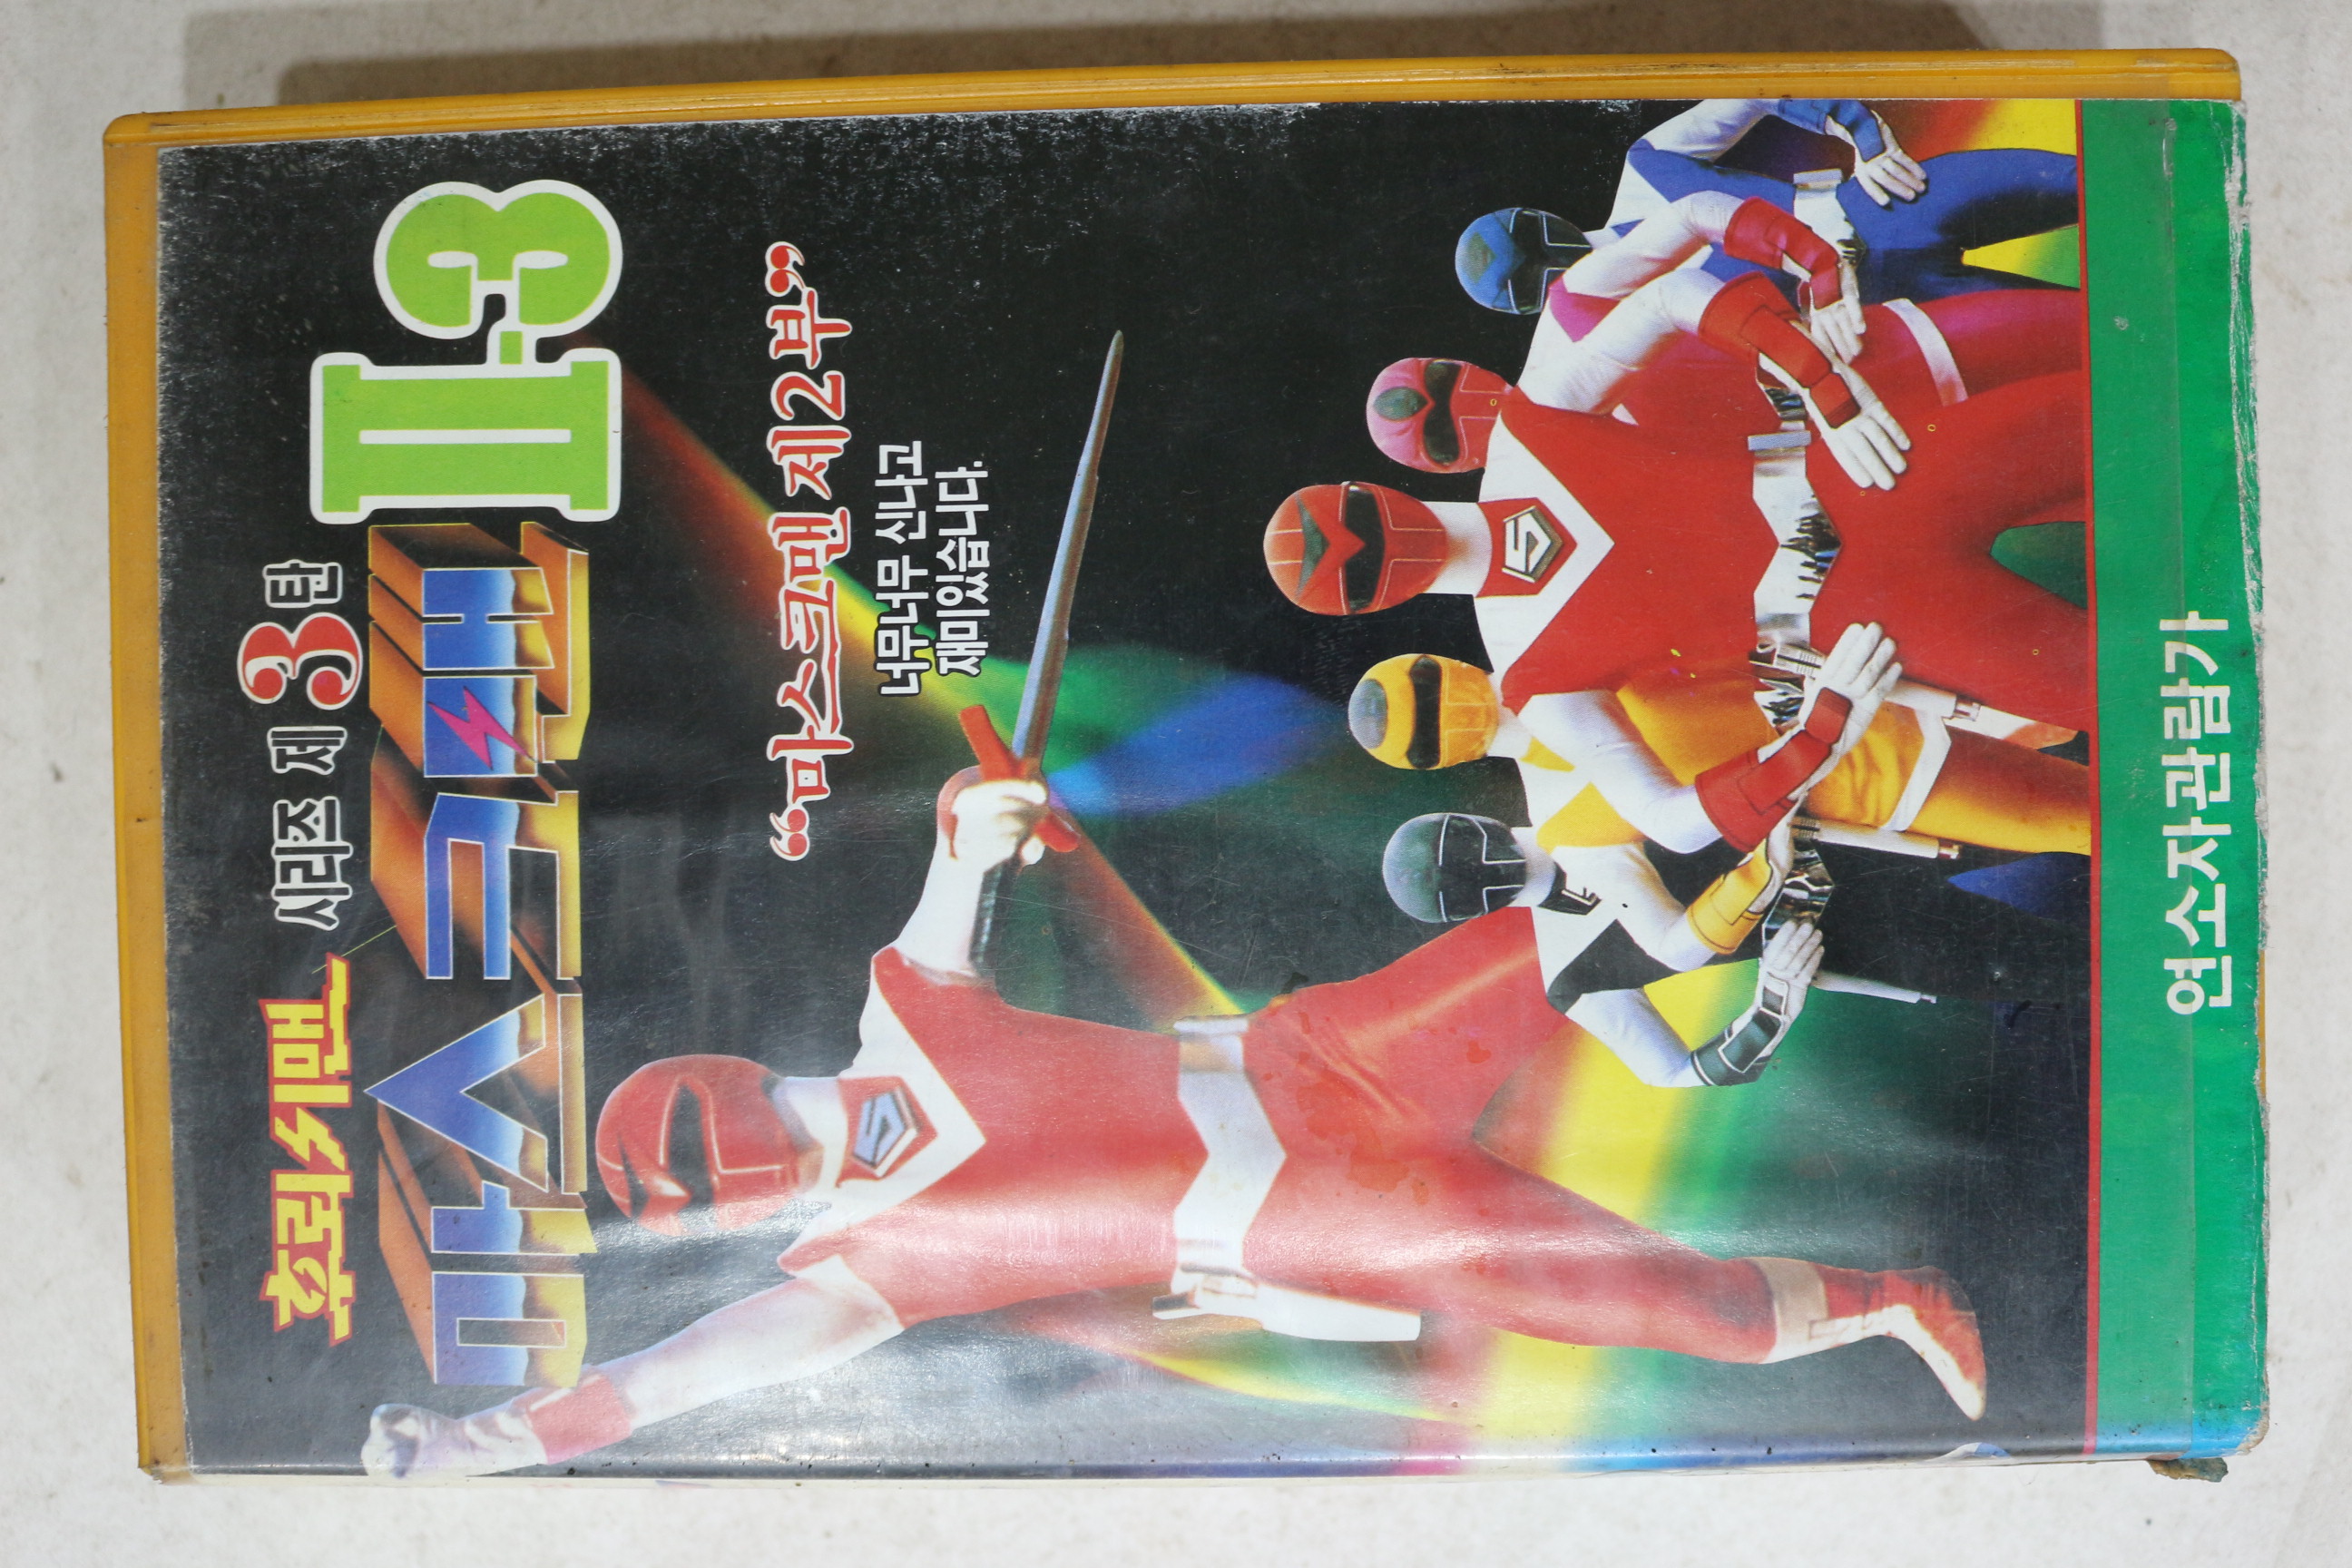 후라쉬맨 시리즈 제3탄
마스크맨 II-3
“마스크맨 제2부”
너무너무 신나고
재미있습니다.
연소자관람가